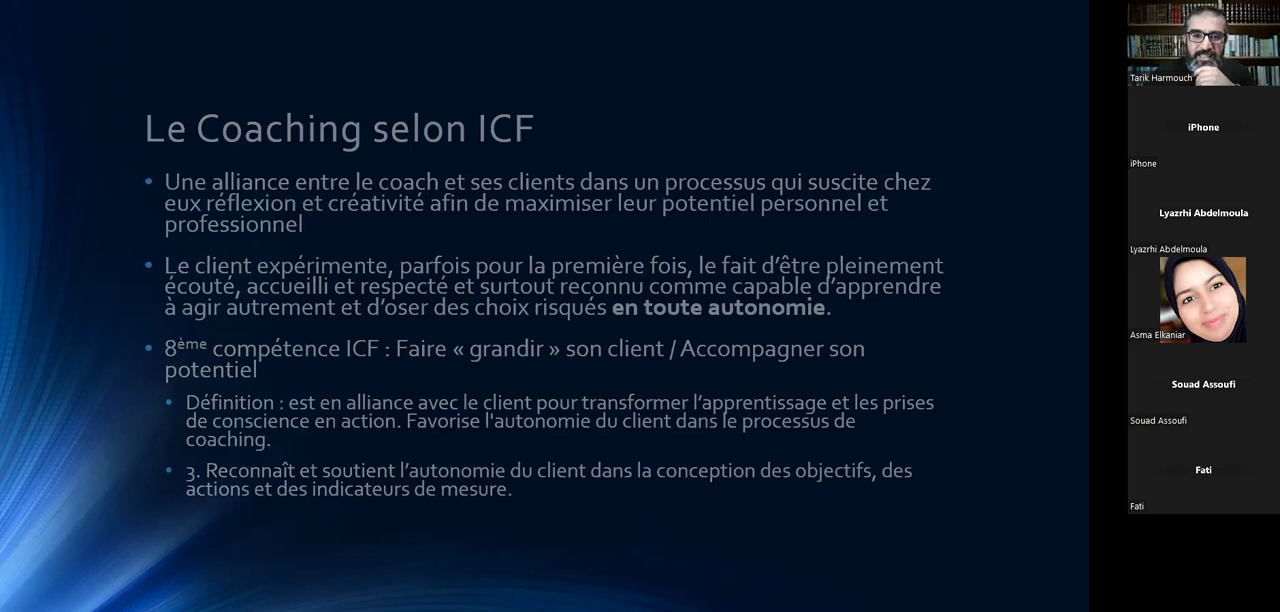 Le Coaching selon ICF
• Une alliance entre le coach et ses clients dans un processus qui suscite chez
eux réflexion et créativité afin de maximiser leur potentiel personnel et
professionnel
• Le client expérimente, parfois pour la première fois, le fait d’être pleinement
écouté, accueilli et respecté et surtout reconnu comme capable d’apprendre
à agir autrement et d’oser des choix risqués en toute autonomie.
• 8ème compétence ICF : Faire « grandir » son client / Accompagner son
potentiel
• Définition : est en alliance avec le client pour transformer l’apprentissage et les prises
de conscience en action. Favorise l'autonomie du client dans le processus de
coaching.
• 3. Reconnaît et soutient l’autonomie du client dans la conception des objectifs, des
actions et des indicateurs de mesure.
Tarik Harmouch
iPhone
iPhone
Lyazrhi Abdelmoula
Lyazrhi Abdelmoula
Asma Elkaniar
Souad Assoufi
Souad Assoufi
Fati
Fati